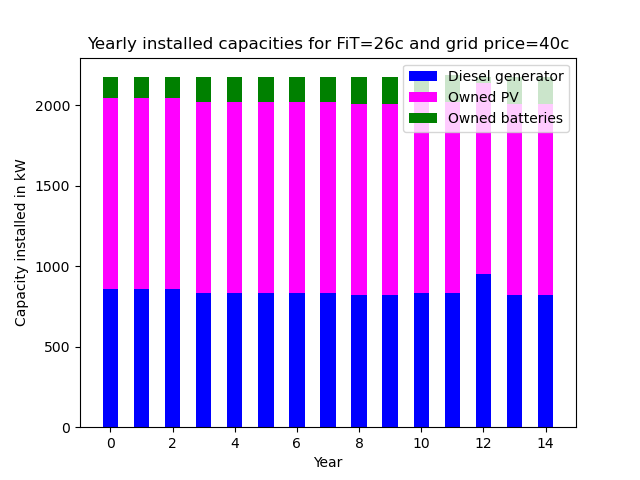 Yearly installed capacities for FiT=26c and grid price=40c
Diesel generator
Owned PV
Owned batteries
Capacity installed in kW
2000
1500
1000
500
0
0 2 4 6 8 10 12 14
Year